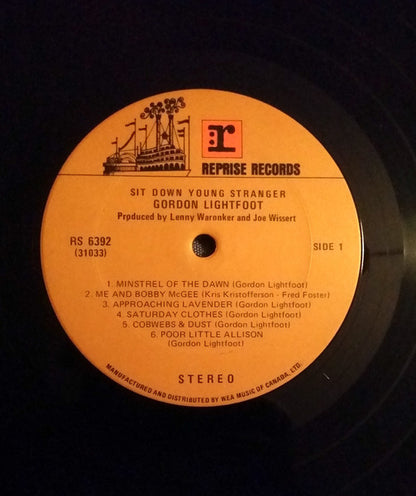 r
REPRISE RECORDS
SIT DOWN YOUNG STRANGER
GORDON LIGHTFOOT
Produced by Lenny Waronker and Joe Wissert
RS 6392
(31033)
SIDE 1
1. MINSTREL OF THE DAWN (Gordon Lightfoot)
2. ME AND BOBBY McGEE (Kris Kristofferson - Fred Foster)
3. APPROACHING LAVENDER (Gordon Lightfoot)
4. SATURDAY CLOTHES (Gordon Lightfoot)
5. COBWEBS & DUST (Gordon Lightfoot)
6. POOR LITTLE ALLISON
(Gordon Lightfoot)
STEREO
MANUFACTURED AND DISTRIBUTED BY WEA MUSIC OF CANADA, LTD.